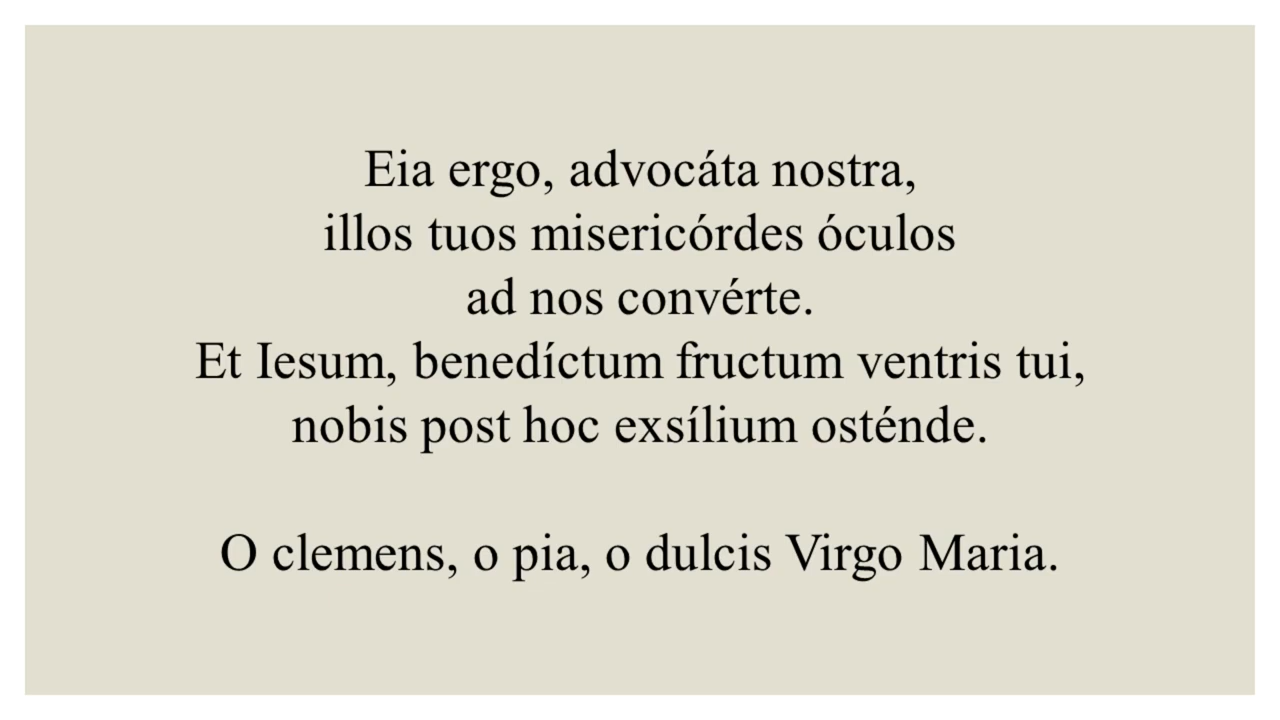 Eia ergo, advocáta nostra,
illos tuos misericórdes óculos
ad nos convérte.
Et Iesum, benedíctum fructum ventris tui,
nobis post hoc exsílium osténde.
O clemens, o pia, o dulcis Virgo Maria.